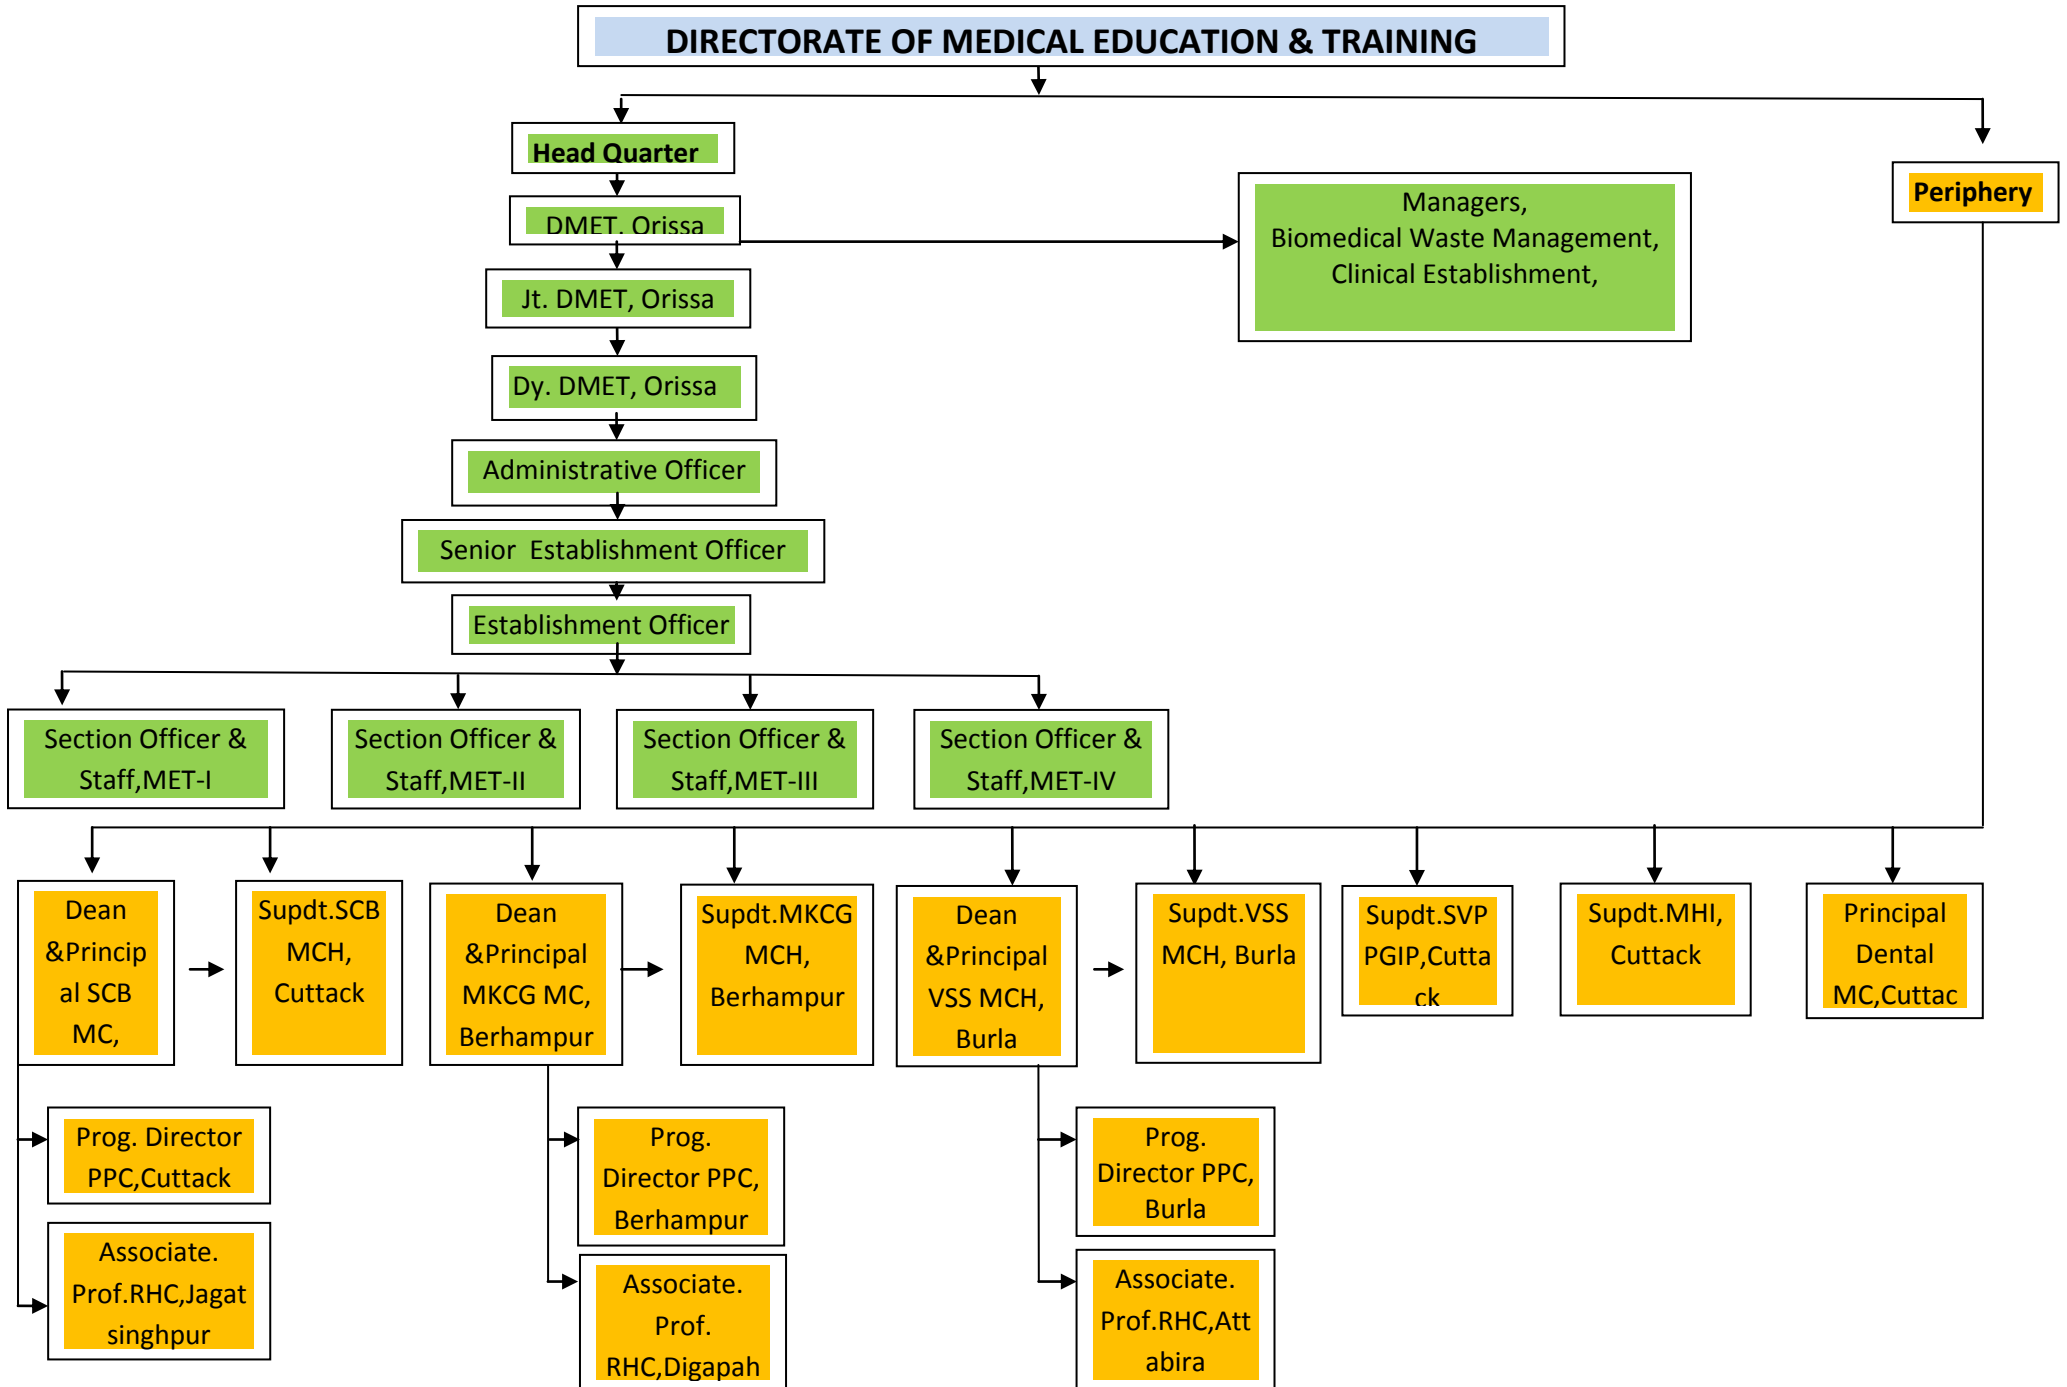 DIRECTORATE OF MEDICAL EDUCATION & TRAINING
Head Quarter
Periphery
DMET, Orissa
Managers,
Biomedical Waste Management,
Clinical Establishment,
Jt. DMET, Orissa
Dy. DMET, Orissa
Administrative Officer
Senior Establishment Officer
Establishment Officer
Section Officer &
Staff,MET-I
Section Officer &
Staff,MET-II
Section Officer &
Staff,MET-III
Section Officer &
Staff,MET-IV
Dean
&Princip
al SCB
MC,
Supdt.SCB
MCH,
Cuttack
Dean
&Principal
MKCG MC,
Berhampur
Supdt.MKCG
MCH,
Berhampur
Dean
&Principal
VSS MCH,
Burla
Supdt.VSS
MCH, Burla
Supdt.SVP
PGIP,Cutta
ck
Supdt.MHI,
Cuttack
Principal
Dental
MC,Cuttac
Prog. Director
PPC,Cuttack
Associate.
Prof.RHC,Jagat
singhpur
Prog.
Director PPC,
Berhampur
Associate.
Prof.
RHC,Digapah
Prog.
Director PPC,
Burla
Associate.
Prof.RHC,Att
abira